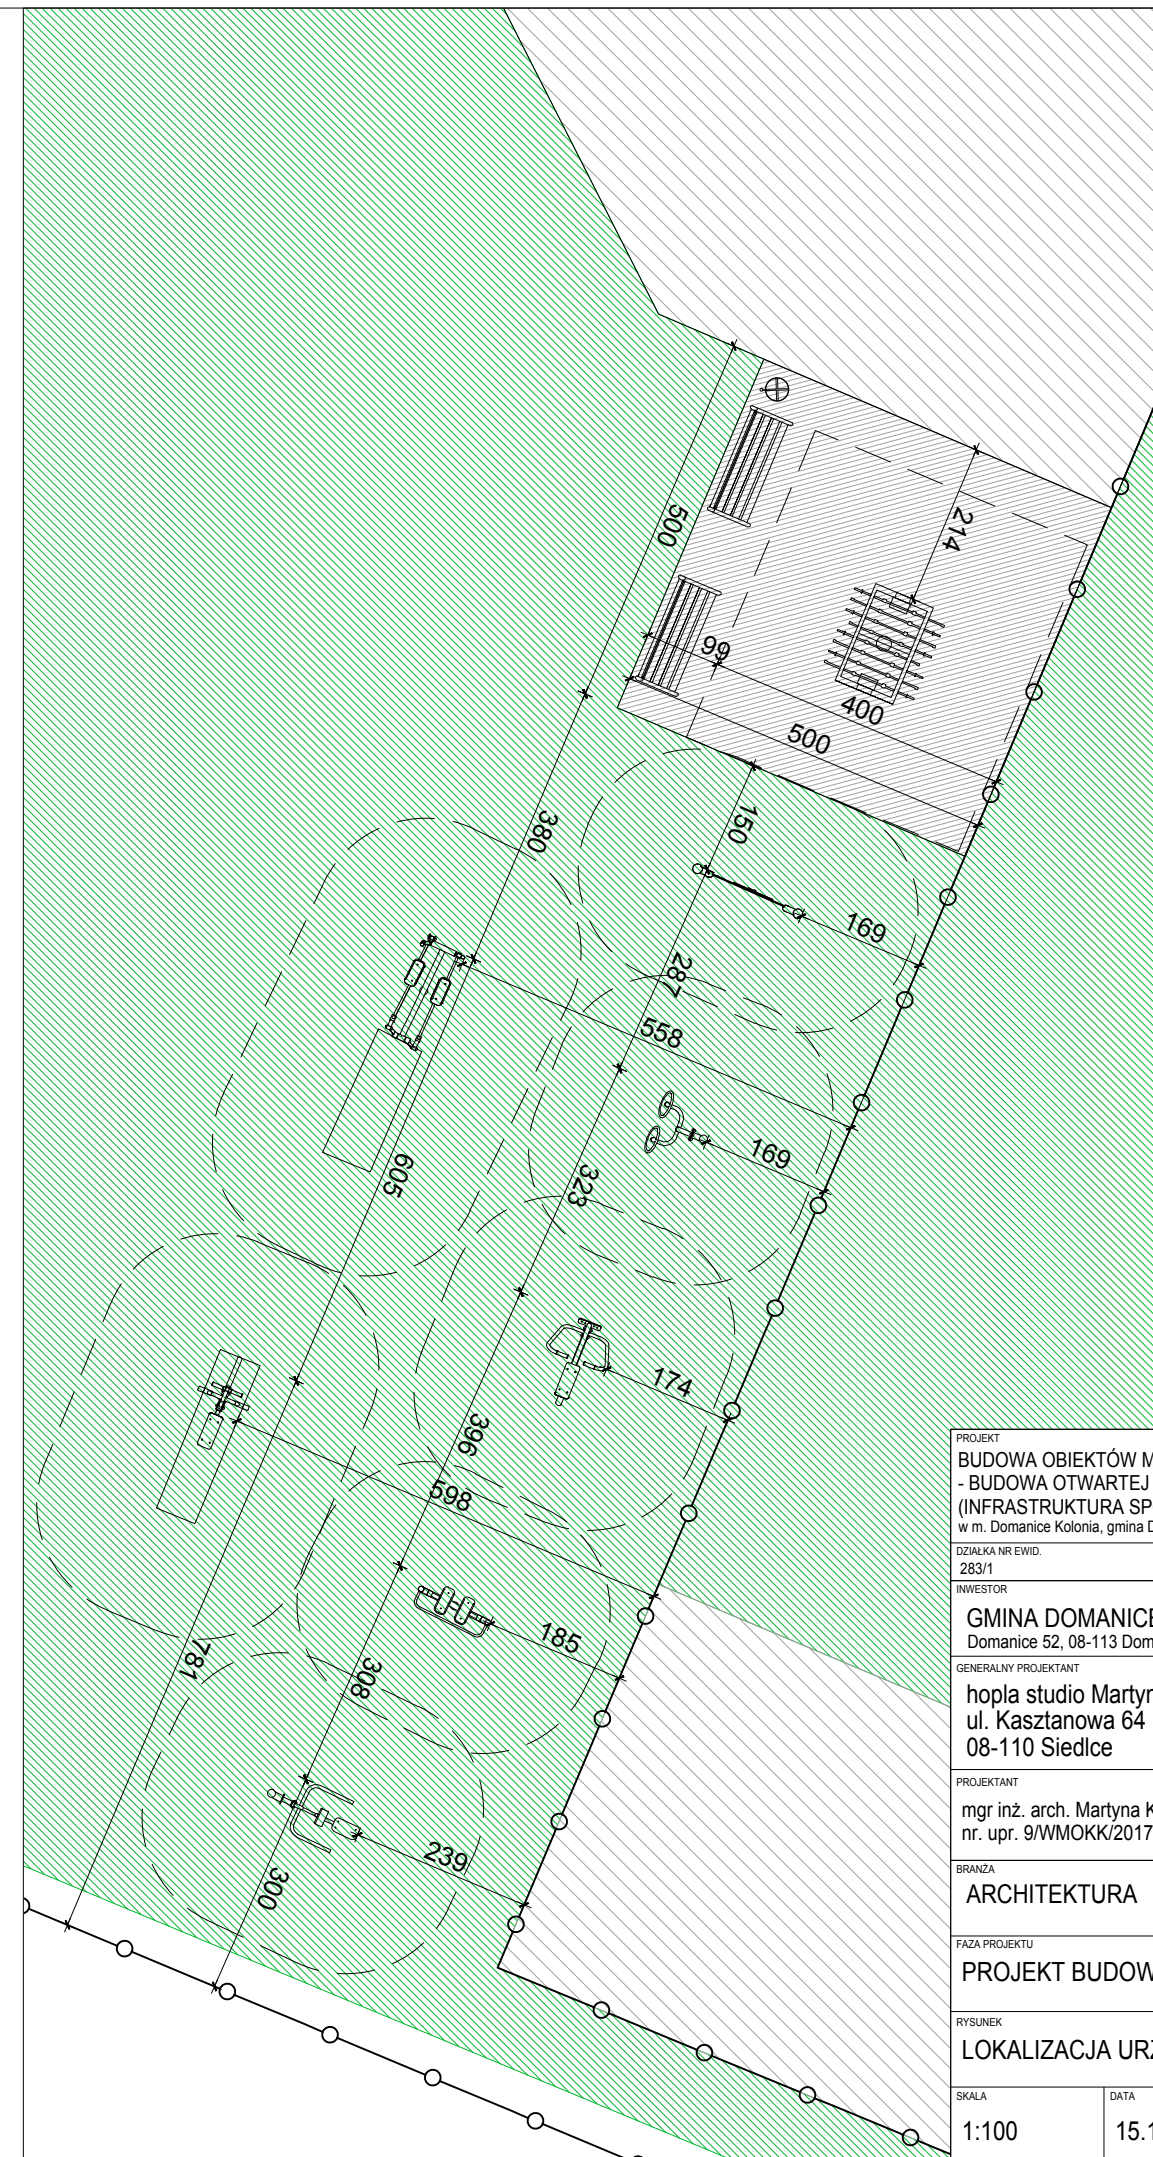 500
214
99
400
500
380
150
169
287
558
169
605
323
174
396
598
185
781
308
239
300
PROJEKT
BUDOWA OBIEKTÓW M
- BUDOWA OTWARTEJ
(INFRASTRUKTURA SP
w m. Domanice Kolonia, gmina D
DZIAŁKA NR EWID.
283/1
INWESTOR
GMINA DOMANICE
Domanice 52, 08-113 Dom
GENERALNY PROJEKTANT
hopla studio Martyn
ul. Kasztanowa 64
08-110 Siedlce
PROJEKTANT
mgr inż. arch. Martyna K
nr. upr. 9/WMOKK/2017
BRANŻA
ARCHITEKTURA
FAZA PROJEKTU
PROJEKT BUDOW
RYSUNEK
LOKALIZACJA URZ
SKALA DATA
1:100 15.1